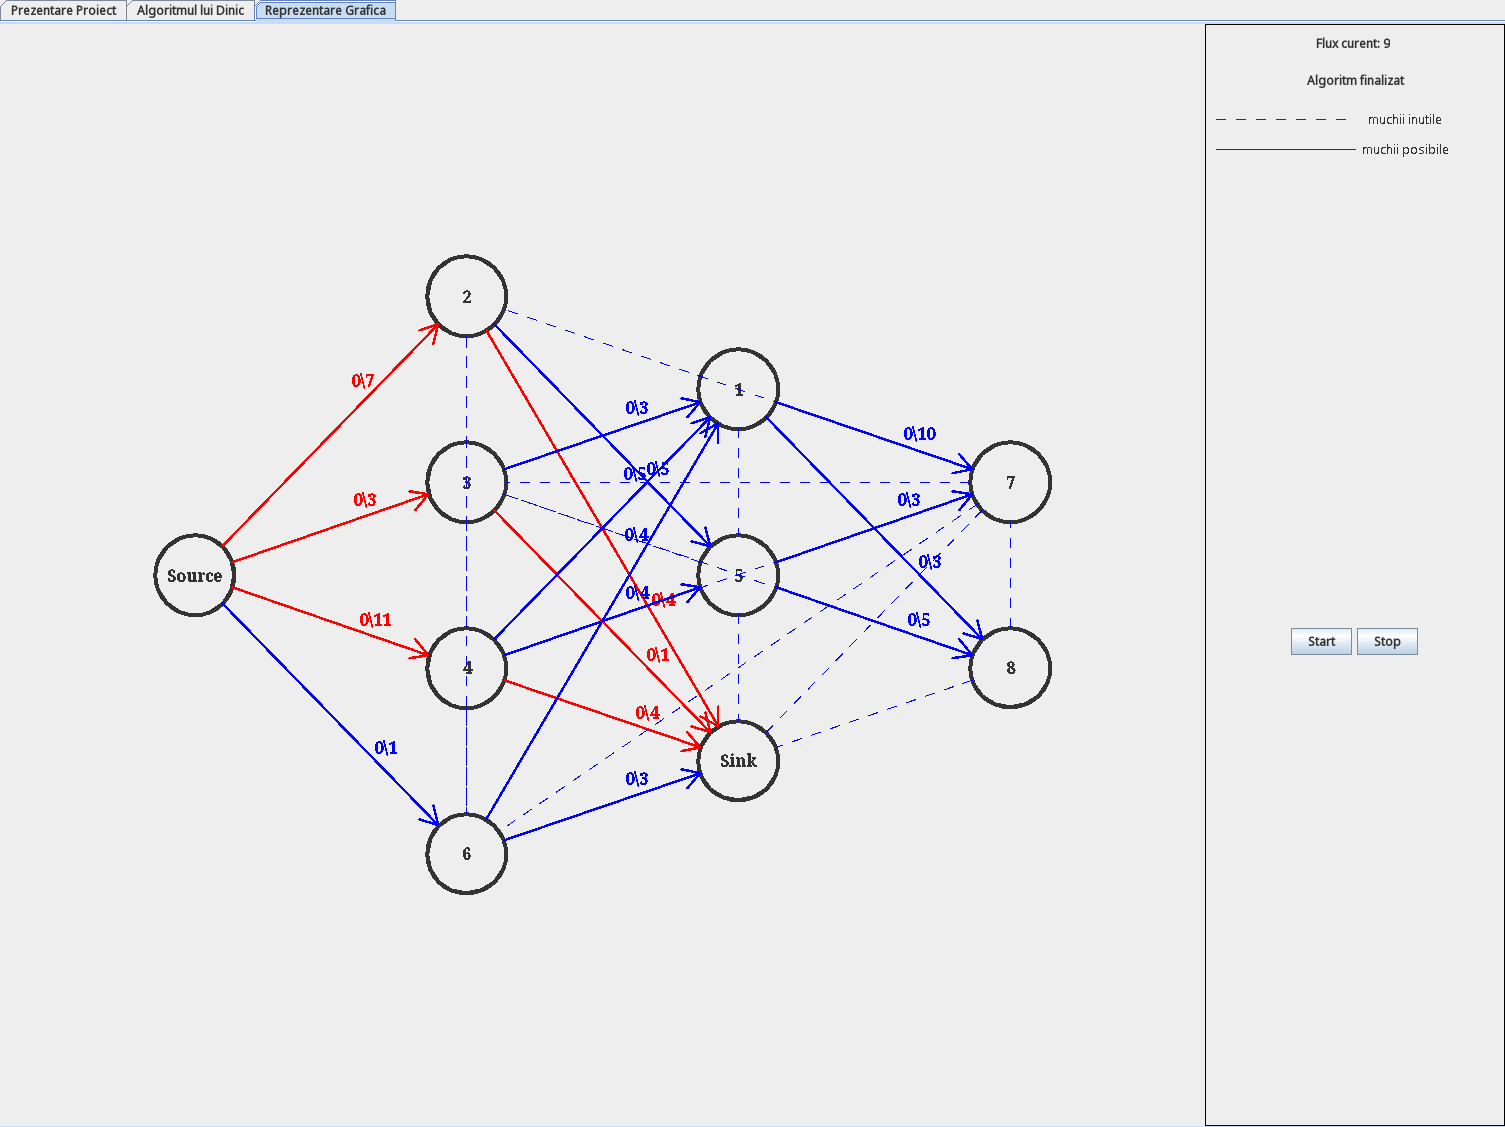 Prezentare Proiect
Algoritmul lui Dinic
Reprezentare Grafica
Flux curent: 9
Algoritm finalizat
muchii inutile
muchii posibile
2
0\7
1
0\3
0\10
0\5
0\5
3
7
0\3
0\3
0\4
0\3
Source
5
0\4
0\4
0\11
0\5
Start
Stop
0\1
4
8
0\4
0\1
Sink
0\3
6